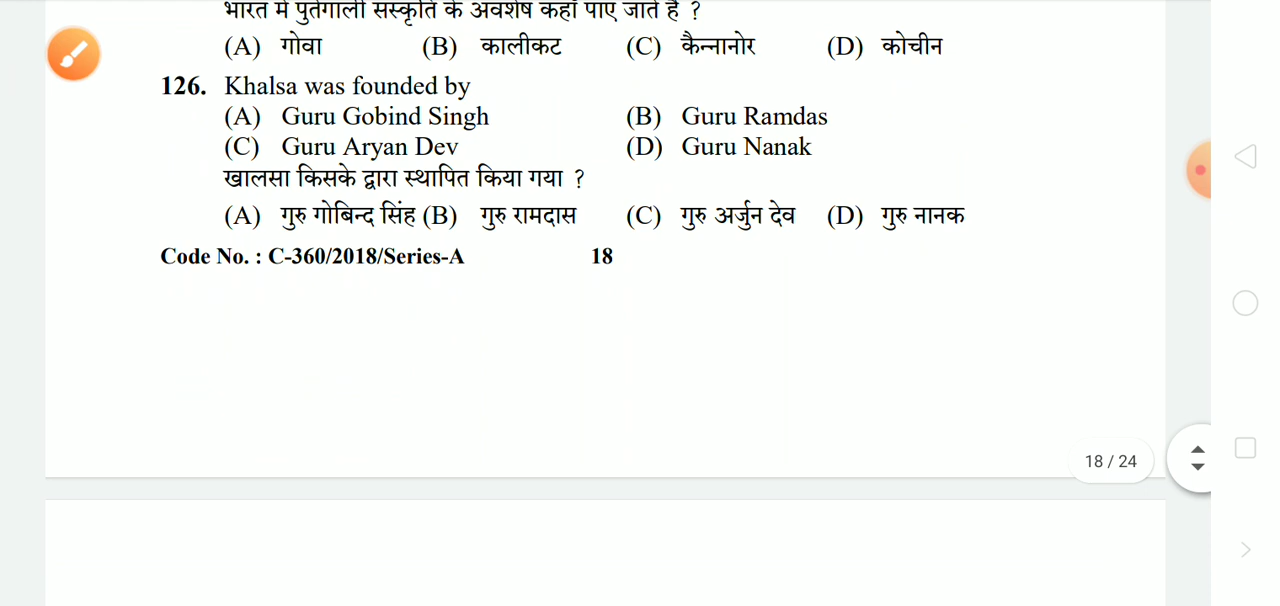 भारत में पुर्तगाली संस्कृति के अवशेष कहाँ पाए जाते हैं ?
(A) गोवा (B) कालीकट (C) कैन्नानोर (D) कोचीन
126. Khalsa was founded by
(A) Guru Gobind Singh (B) Guru Ramdas
(C) Guru Aryan Dev (D) Guru Nanak
खालसा किसके द्वारा स्थापित किया गया ?
(A) गुरु गोबिन्द सिंह (B) गुरु रामदास (C) गुरु अर्जुन देव (D) गुरु नानक
Code No. : C-360/2018/Series-A 18
18 / 24